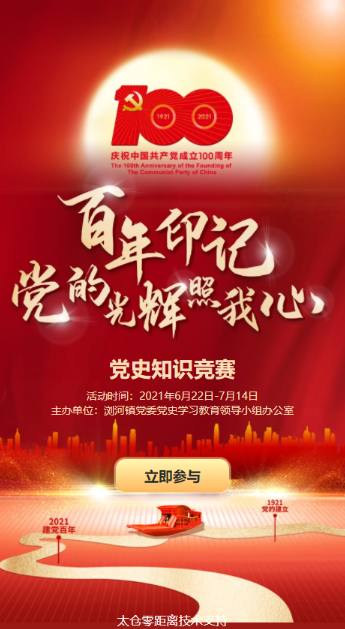 100
1921
2021
庆祝中国共产党成立100周年
The 100th Anniversary of the Founding of
The Communist Party of China
百年印记
党的光辉照我心
党史知识竞赛
活动时间：2021年6月22日-7月14日
主办单位：浏河镇党委党史学习教育领导小组办公室
立即参与
1921
党的建立
2021
建党百年
太仓零距离技术支持